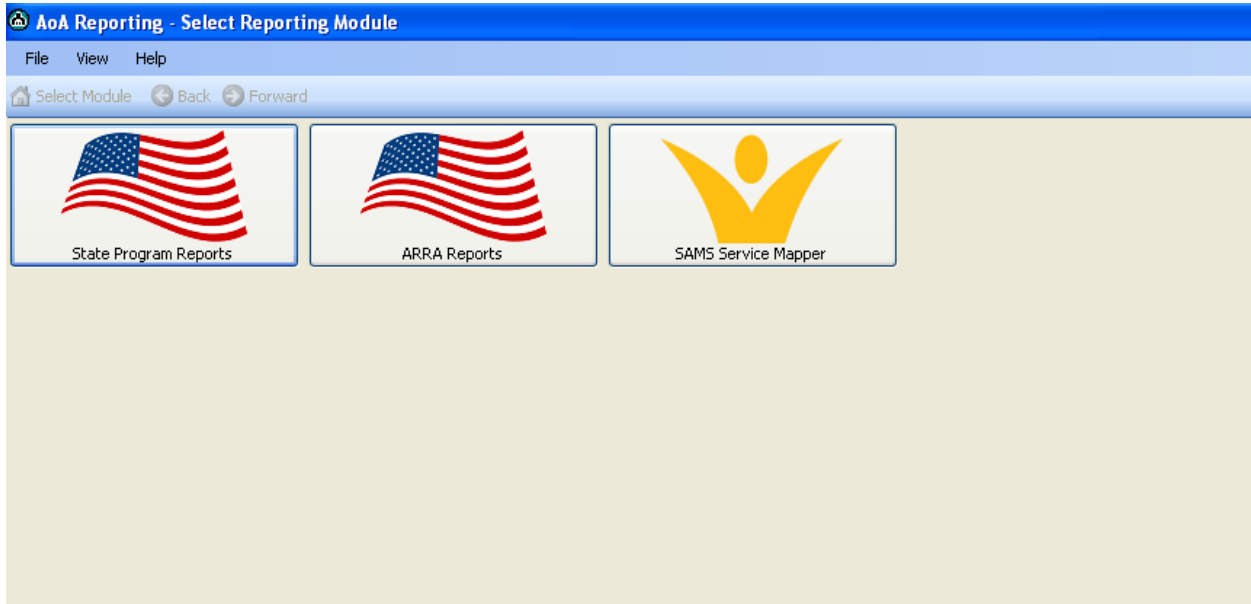 AoA Reporting - Select Reporting Module
File View Help
Select Module Back Forward
State Program Reports ARRA Reports SAMS Service Mapper